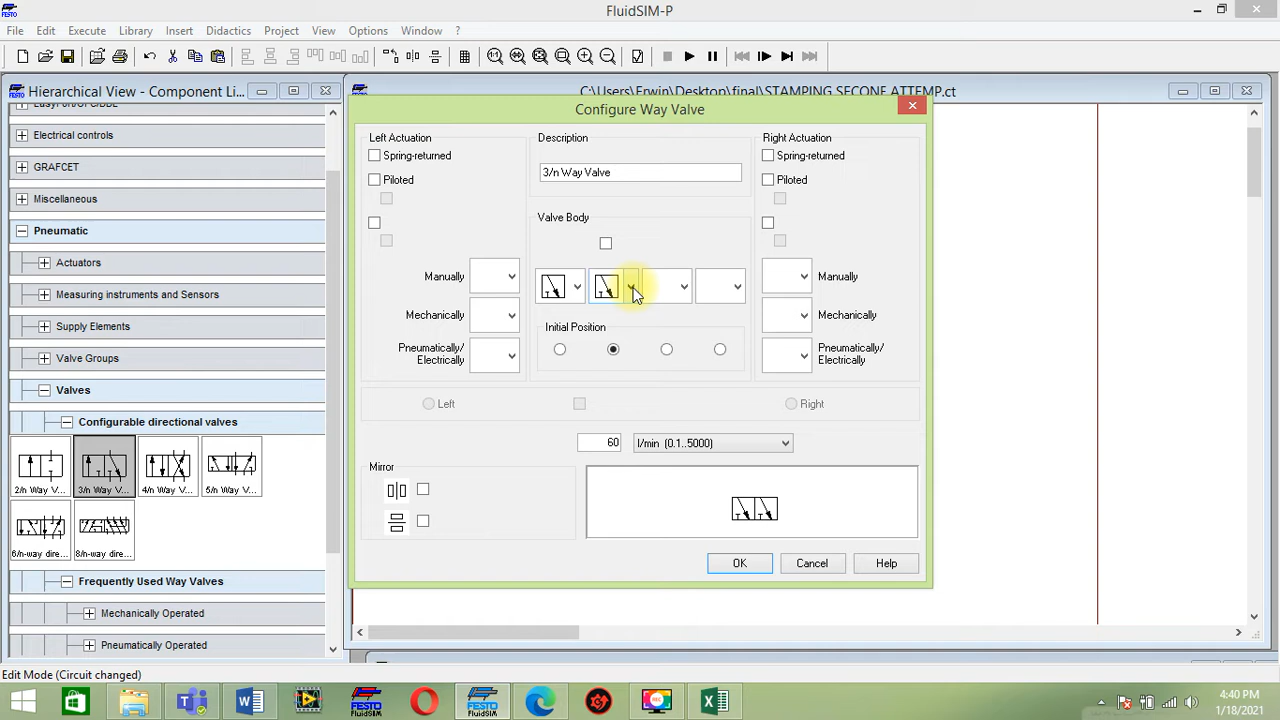 FESTO
FluidSIM-P
File Edit Execute Library Insert Didactics Project View Options Window ?
Hierarchical View - Component Li...
C:\Users\Erwin\Desktop\final\STAMPING SECONE ATTEMP.ct
Electrical controls
GRAFCET
Miscellaneous
Pneumatic
Actuators
Measuring instruments and Sensors
Supply Elements
Valve Groups
Valves
Configurable directional valves
2/n Way V...
3/n Way V...
4/n Way V...
5/n Way V...
6/n-way dire...
8/n-way dire...
Frequently Used Way Valves
Mechanically Operated
Pneumatically Operated
Configure Way Valve
Left Actuation
Spring-returned
Piloted
Manually
Mechanically
Pneumatically/
Electrically
Description
3/n Way Valve
Valve Body
Initial Position
Right Actuation
Spring-returned
Piloted
Manually
Mechanically
Pneumatically/
Electrically
Left
Right
60 l/min (0.1..5000)
Mirror
OK Cancel Help
Edit Mode (Circuit changed)
FESTO
FluidSIM
FESTO
FluidSIM
4:40 PM
1/18/2021